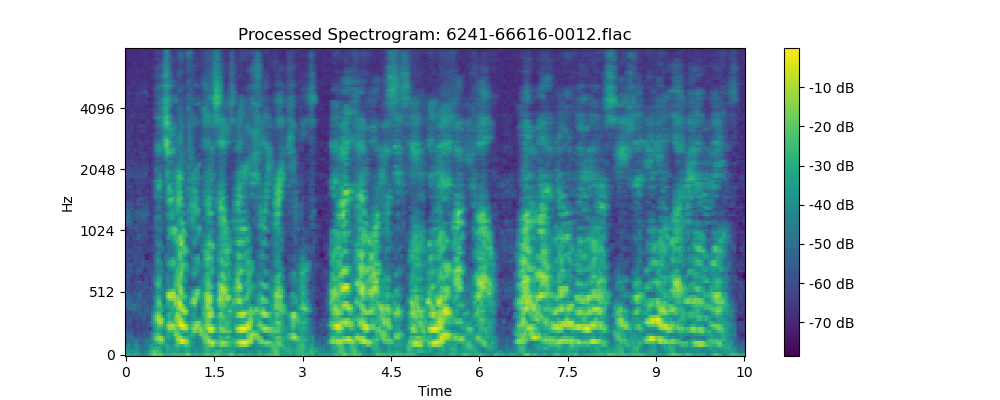 Processed Spectrogram: 6241-66616-0012.flac
Hz
4096
2048
1024
512
0
0 1.5 3 4.5 6 7.5 9 10
Time
-10 dB
-20 dB
-30 dB
-40 dB
-50 dB
-60 dB
-70 dB